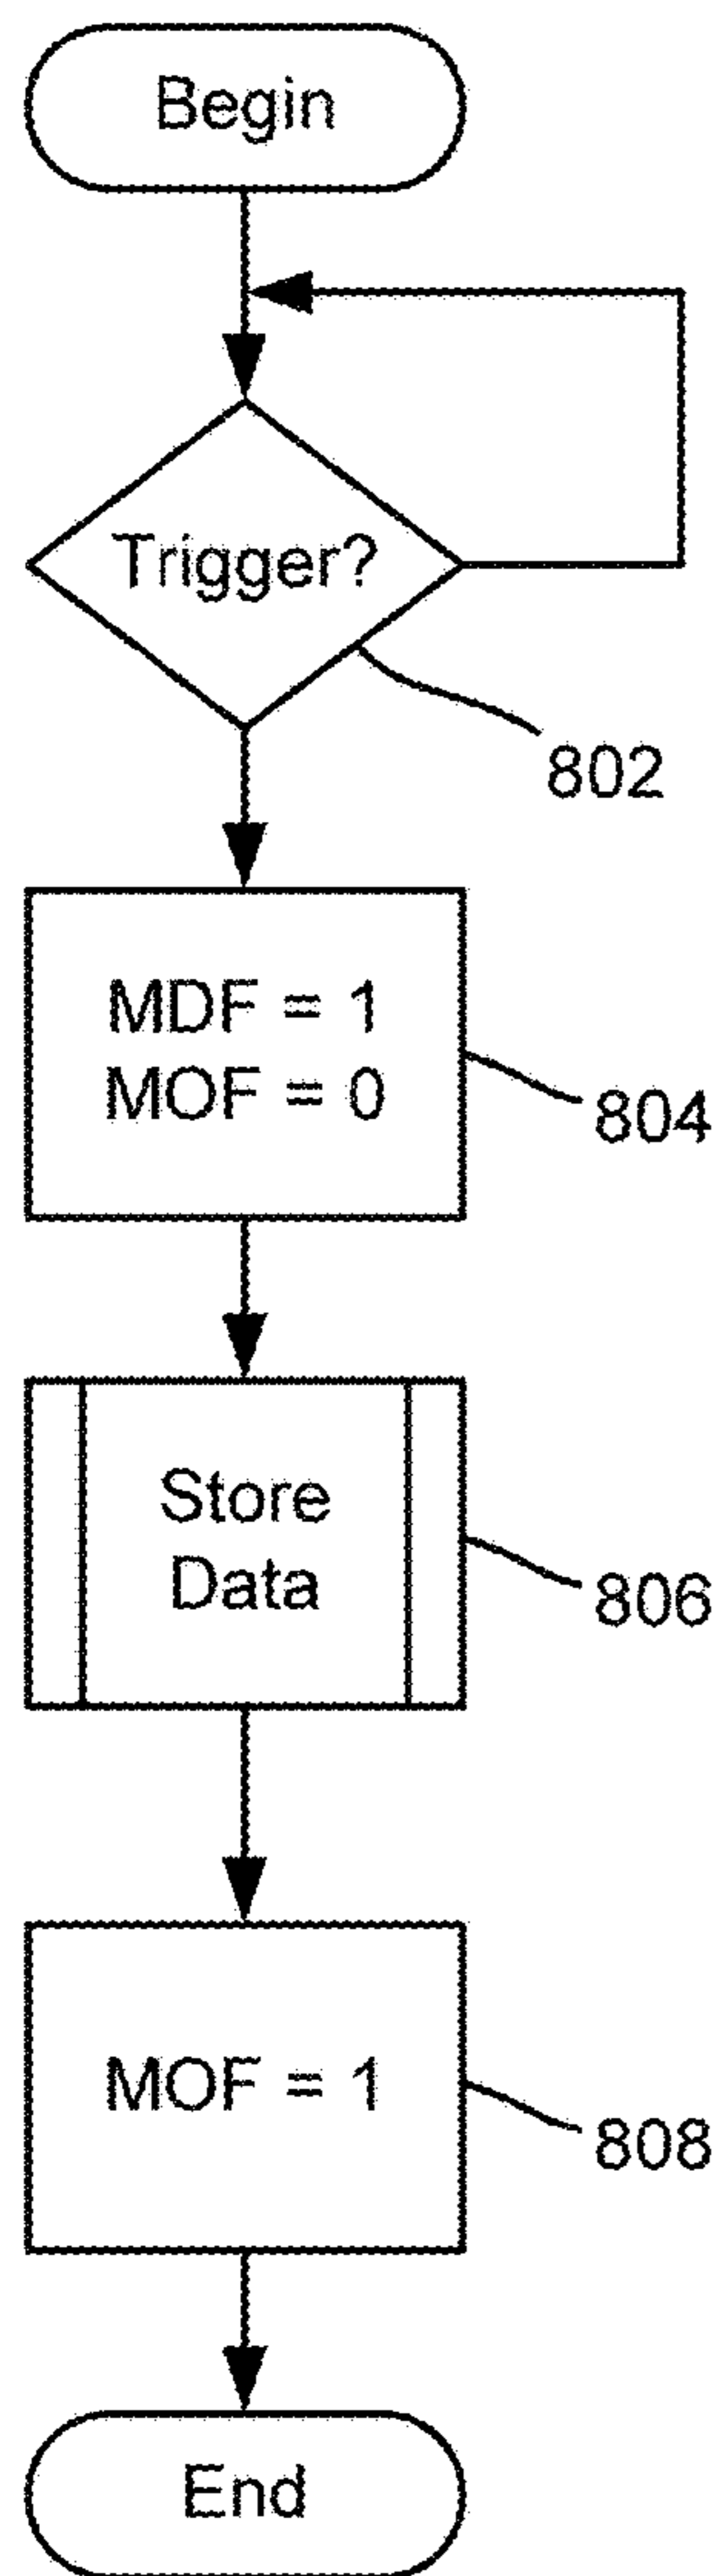 Begin
Trigger?
802
MDF = 1
MOF = 0
804
Store
Data
806
MOF = 1
808
End